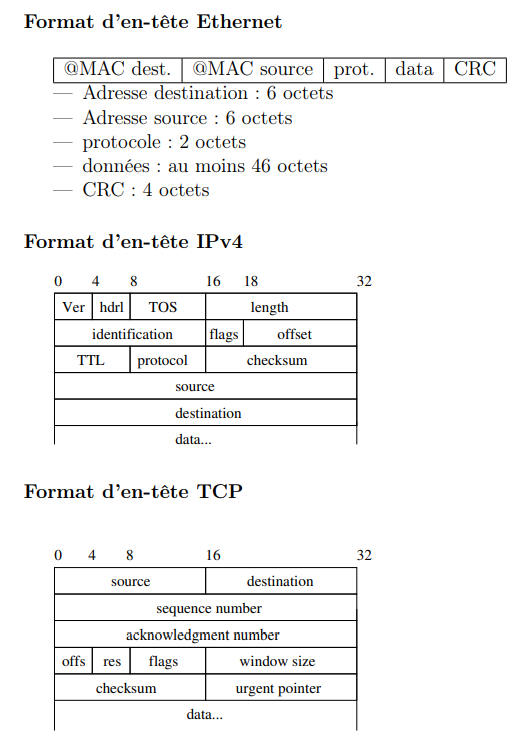 Format d'en-tête Ethernet
@MAC dest. @MAC source prot. data CRC
— Adresse destination : 6 octets
— Adresse source : 6 octets
— protocole : 2 octets
— données : au moins 46 octets
— CRC : 4 octets
Format d'en-tête IPv4
0 4 8 16 18 32
Ver hdrl TOS length
identification flags offset
TTL protocol checksum
source
destination
data...
Format d'en-tête TCP
0 4 8 16 32
source destination
sequence number
acknowledgment number
offs res flags window size
checksum urgent pointer
data...